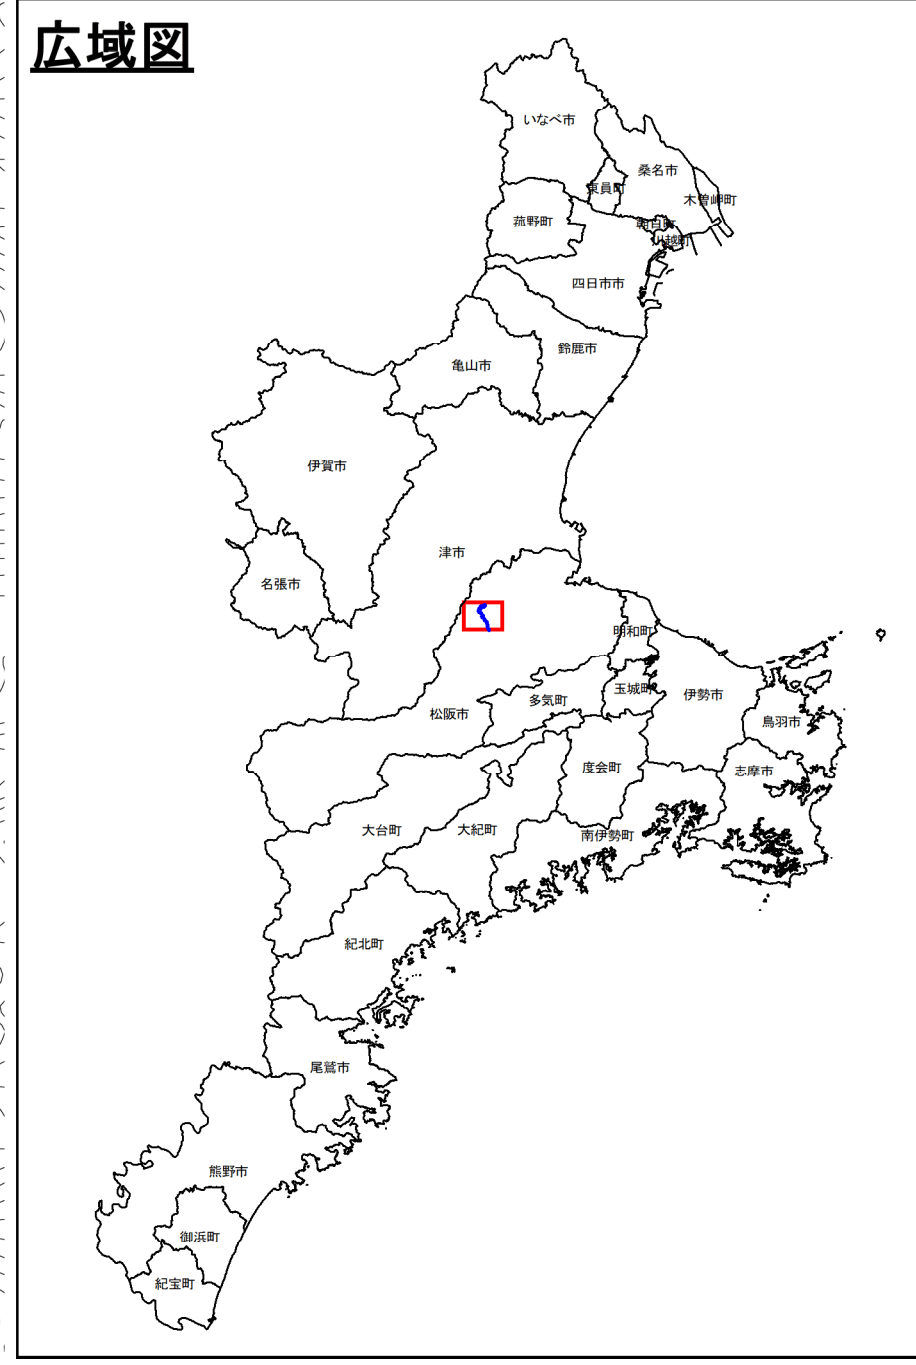 広域図
いなべ市
桑名市
東員町
木曽岬町
菰野町
朝日町
川越町
四日市市
鈴鹿市
亀山市
伊賀市
津市
名張市
明和町
玉城町
伊勢市
多気町
松阪市
鳥羽市
度会町
志摩市
大台町
大紀町
南伊勢町
紀北町
尾鷲市
熊野市
御浜町
紀宝町